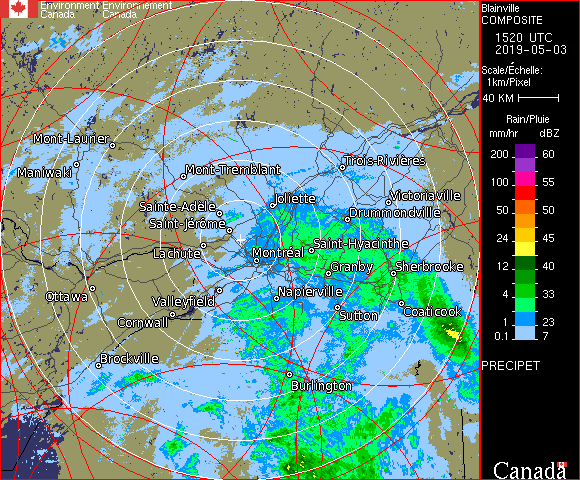 Environment Environnement
Canada Canada
Blainville
COMPOSITE
1520 UTC
2019-05-03
Scale/Échelle:
1km/Pixel
40 KM
Rain/Pluie
mm/hr dBZ
200 60
100 55
50 50
24 45
12 40
4 33
1 23
0.1 7
PRECIPET
Mont-Laurier
Maniwaki
Mont-Tremblant
Trois-Rivières
Sainte-Adèle
Joliette
Victoriaville
Drummondville
Saint-Jérôme
Lachute
Montréal
Saint-Hyacinthe
Granby
Sherbrooke
Ottawa
Valleyfield
Napierville
Coaticook
Sutton
Cornwall
Brockville
Burlington
Canada